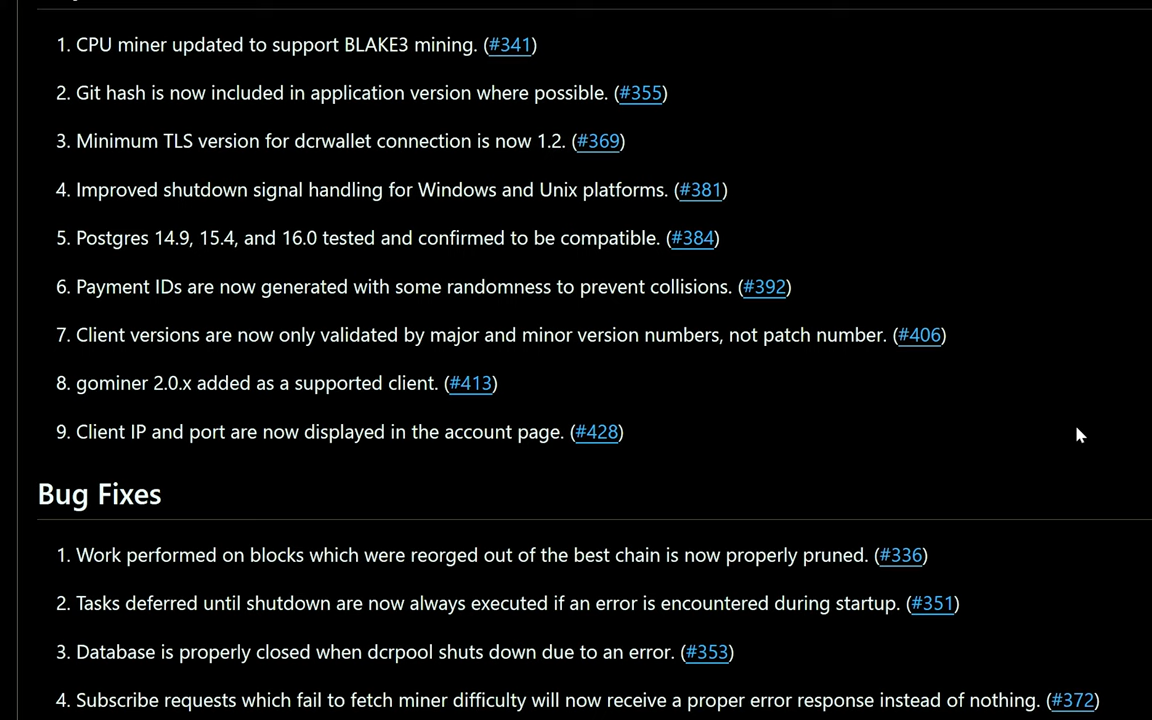 1. CPU miner updated to support BLAKE3 mining. (#341)
2. Git hash is now included in application version where possible. (#355)
3. Minimum TLS version for dcrwallet connection is now 1.2. (#369)
4. Improved shutdown signal handling for Windows and Unix platforms. (#381)
5. Postgres 14.9, 15.4, and 16.0 tested and confirmed to be compatible. (#384)
6. Payment IDs are now generated with some randomness to prevent collisions. (#392)
7. Client versions are now only validated by major and minor version numbers, not patch number. (#406)
8. gominer 2.0.x added as a supported client. (#413)
9. Client IP and port are now displayed in the account page. (#428)
Bug Fixes
1. Work performed on blocks which were reorged out of the best chain is now properly pruned. (#336)
2. Tasks deferred until shutdown are now always executed if an error is encountered during startup. (#351)
3. Database is properly closed when dcrpool shuts down due to an error. (#353)
4. Subscribe requests which fail to fetch miner difficulty will now receive a proper error response instead of nothing. (#372)